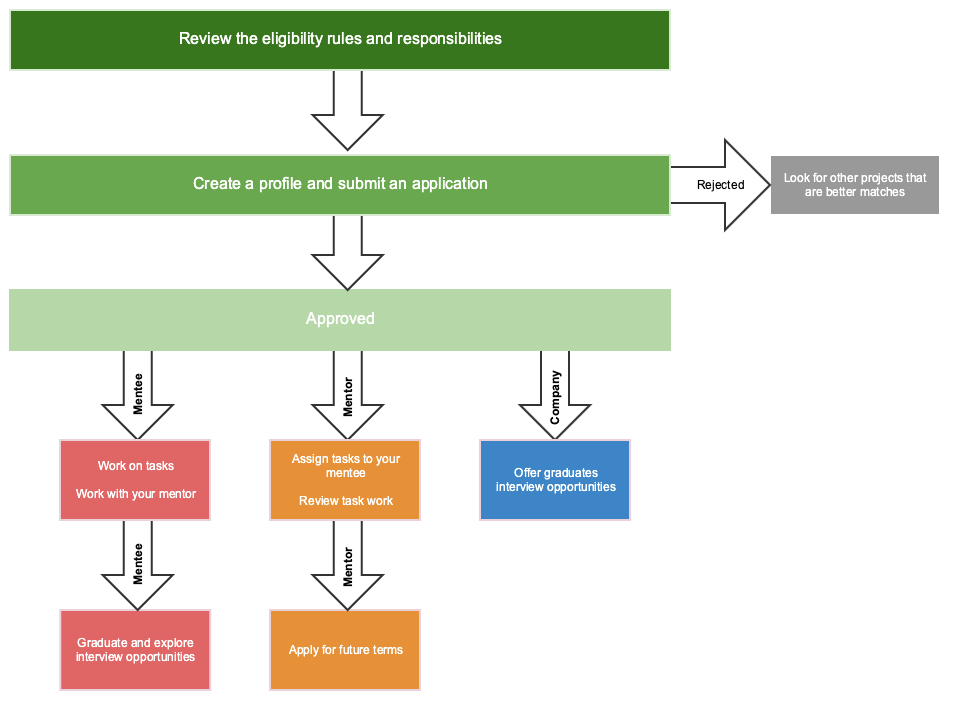 Review the eligibility rules and responsibilities
Create a profile and submit an application
Rejected
Look for other projects that
are better matches
Approved
Mentee
Mentor
Company
Work on tasks
Work with your mentor
Assign tasks to your
mentee
Review task work
Offer graduates
interview opportunities
Mentee
Mentor
Graduate and explore
interview opportunities
Apply for future terms